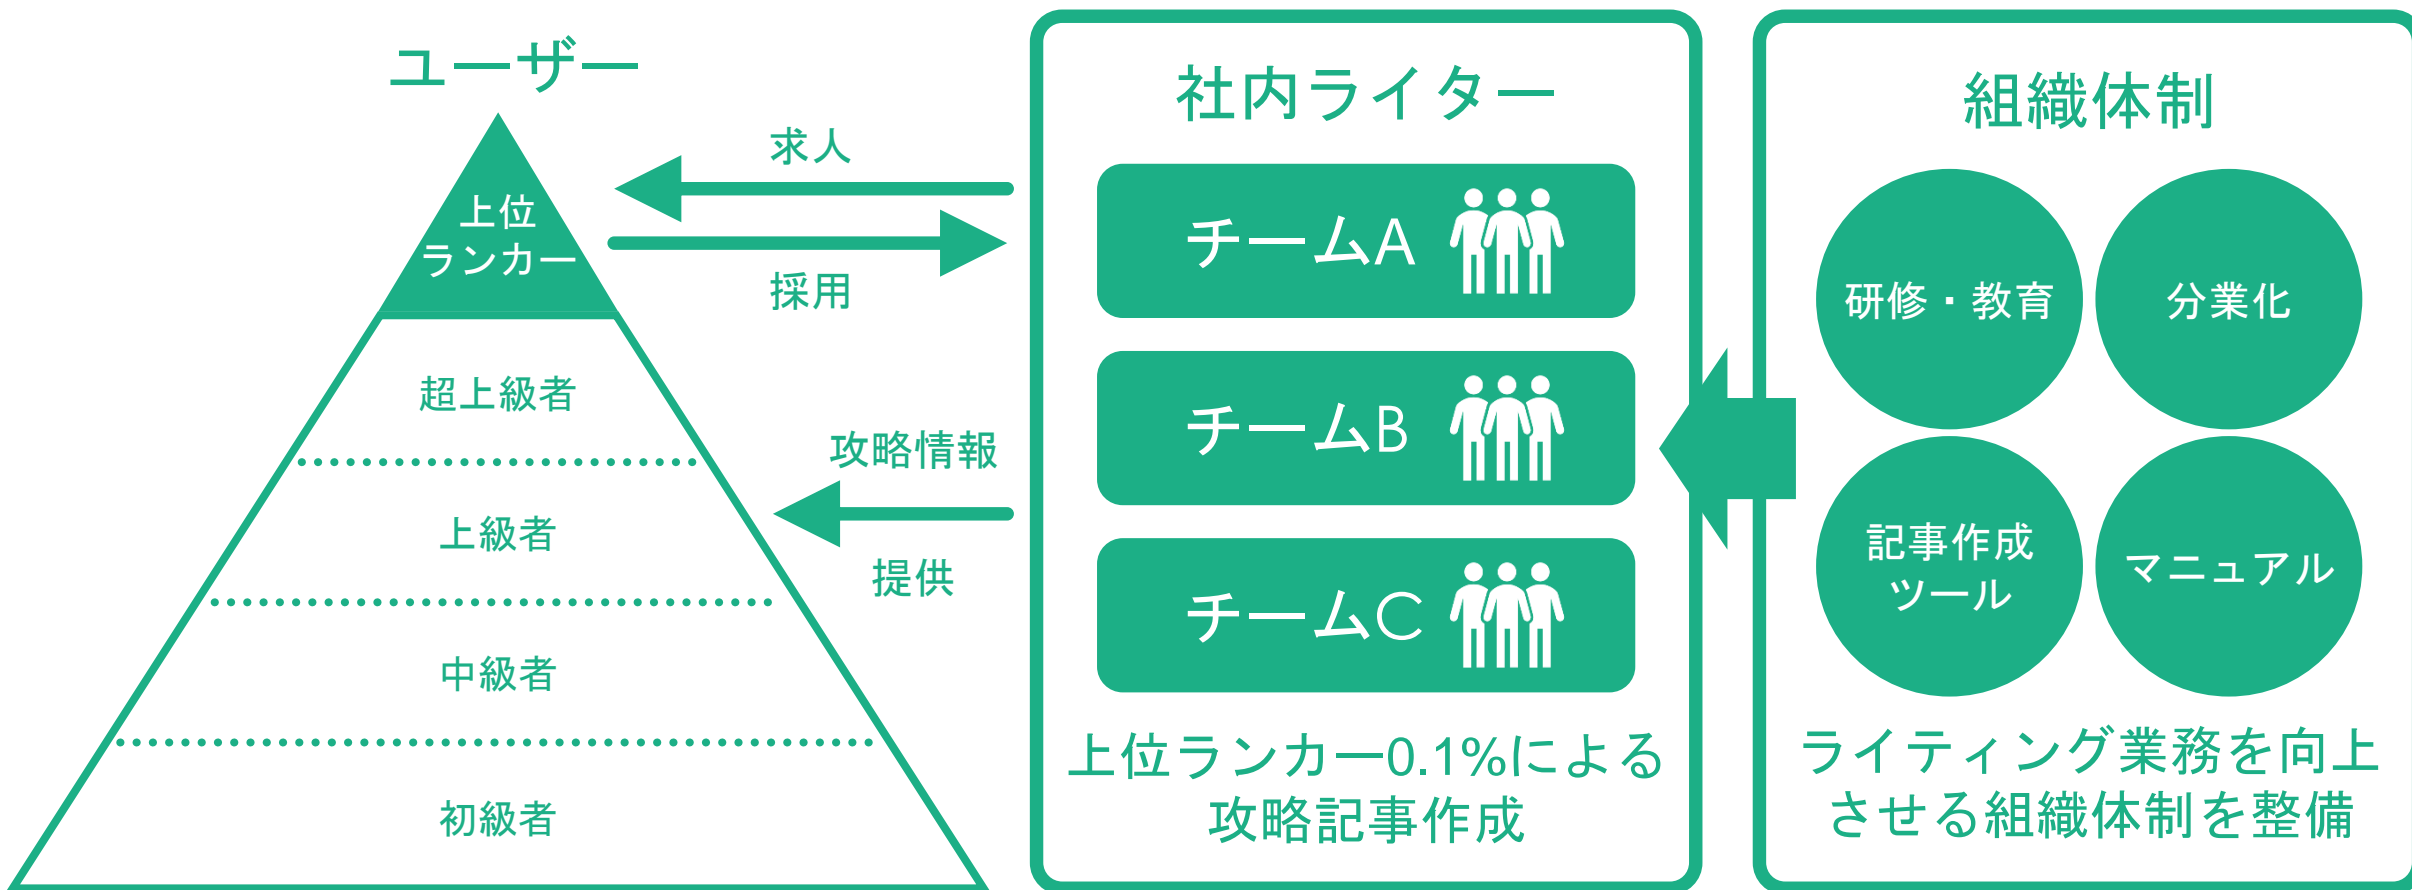 ユーザー
上位
ランカー
超上級者
上級者
中級者
初級者
求人
採用
攻略情報
提供
社内ライター
チームA
チームB
チームC
上位ランカー0.1%による
攻略記事作成
組織体制
研修・教育
分業化
記事作成
ツール
マニュアル
ライティング業務を向上
させる組織体制を整備